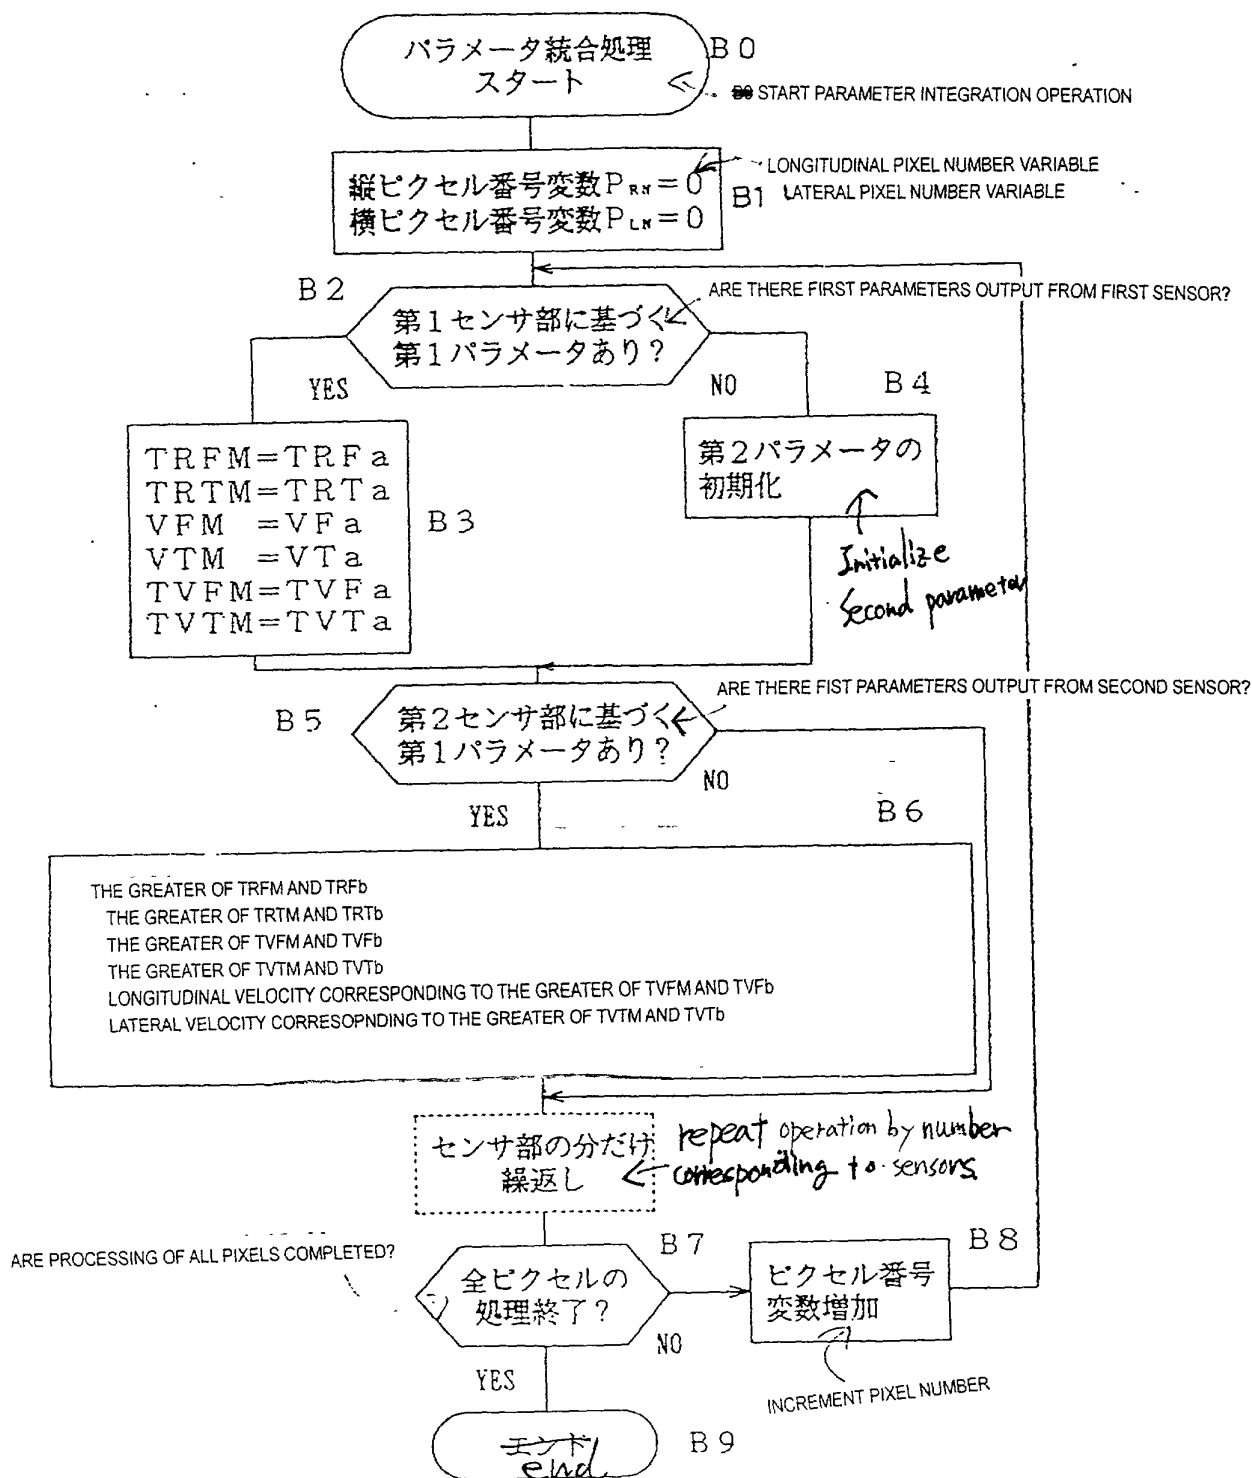 パラメータ統合処理
スタート
B0
START PARAMETER INTEGRATION OPERATION
縦ピクセル番号変数PRN=0
横ピクセル番号変数PLN=0
B1
LONGITUDINAL PIXEL NUMBER VARIABLE
LATERAL PIXEL NUMBER VARIABLE
B2
ARE THERE FIRST PARAMETERS OUTPUT FROM FIRST SENSOR?
第1センサ部に基づく
第1パラメータあり?
YES
NO
B4
TRFM=TRFa
TRTM=TRTa
VFM =VFa
VTM =VTa
TVFM=TVFa
TVTM=TVTa
B3
第2パラメータの
初期化
Initialize
Second parameter
B5
ARE THERE FIST PARAMETERS OUTPUT FROM SECOND SENSOR?
第2センサ部に基づく
第1パラメータあり?
NO
YES
B6
THE GREATER OF TRFM AND TRFb
THE GREATER OF TRTM AND TRTb
THE GREATER OF TVFM AND TVFb
THE GREATER OF TVTM AND TVTb
LONGITUDINAL VELOCITY CORRESPONDING TO THE GREATER OF TVFM AND TVFb
LATERAL VELOCITY CORRESOPNDING TO THE GREATER OF TVTM AND TVTb
センサ部の分だけ
繰返し
repeat operation by number
corresponding to sensors.
ARE PROCESSING OF ALL PIXELS COMPLETED?
全ピクセルの
処理終了?
B7
NO
YES
B8
ピクセル番号
変数増加
INCREMENT PIXEL NUMBER
エンド
end
B9